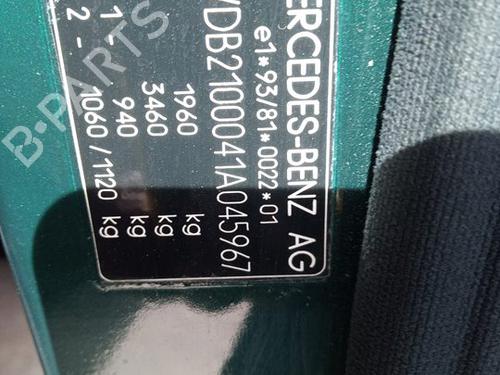 MERCEDES-BENZ AG
e1*93/81*0022*01
WDB2100041A045967
1960 kg
3460 kg
1 - 940 kg
2 - 1060 / 1120 kg
B-PARTS